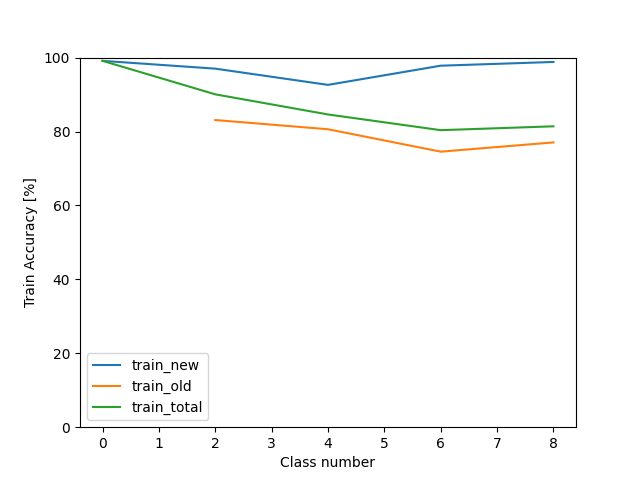 100
80
60
40
20
0
Train Accuracy [%]
train_new
train_old
train_total
0 1 2 3 4 5 6 7 8
Class number